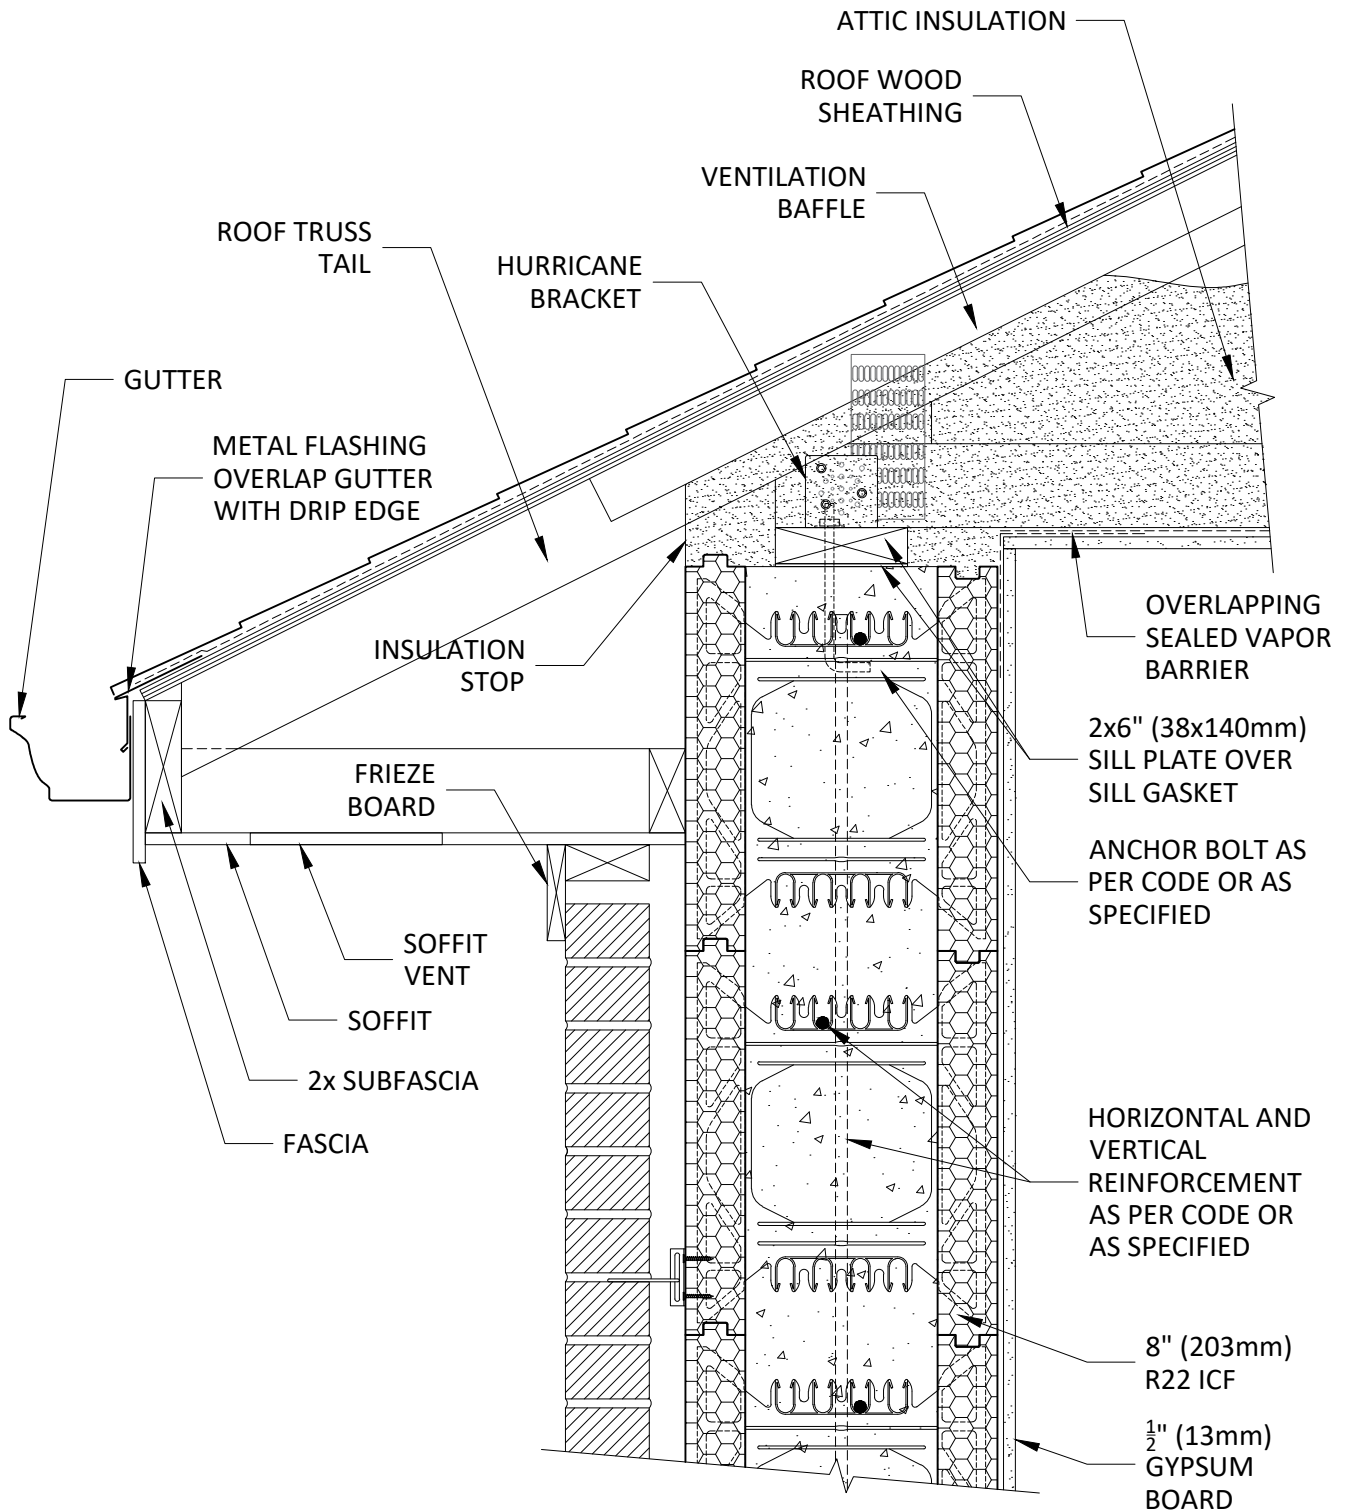 ATTIC INSULATION
ROOF WOOD
SHEATHING
VENTILATION
BAFFLE
ROOF TRUSS
TAIL
HURRICANE
BRACKET
GUTTER
METAL FLASHING
OVERLAP GUTTER
WITH DRIP EDGE
INSULATION
STOP
OVERLAPPING
SEALED VAPOR
BARRIER
2x6" (38x140mm)
SILL PLATE OVER
SILL GASKET
FRIEZE
BOARD
ANCHOR BOLT AS
PER CODE OR AS
SPECIFIED
SOFFIT
VENT
SOFFIT
2x SUBFASCIA
FASCIA
HORIZONTAL AND
VERTICAL
REINFORCEMENT
AS PER CODE OR
AS SPECIFIED
8" (203mm)
R22 ICF
½" (13mm)
GYPSUM
BOARD